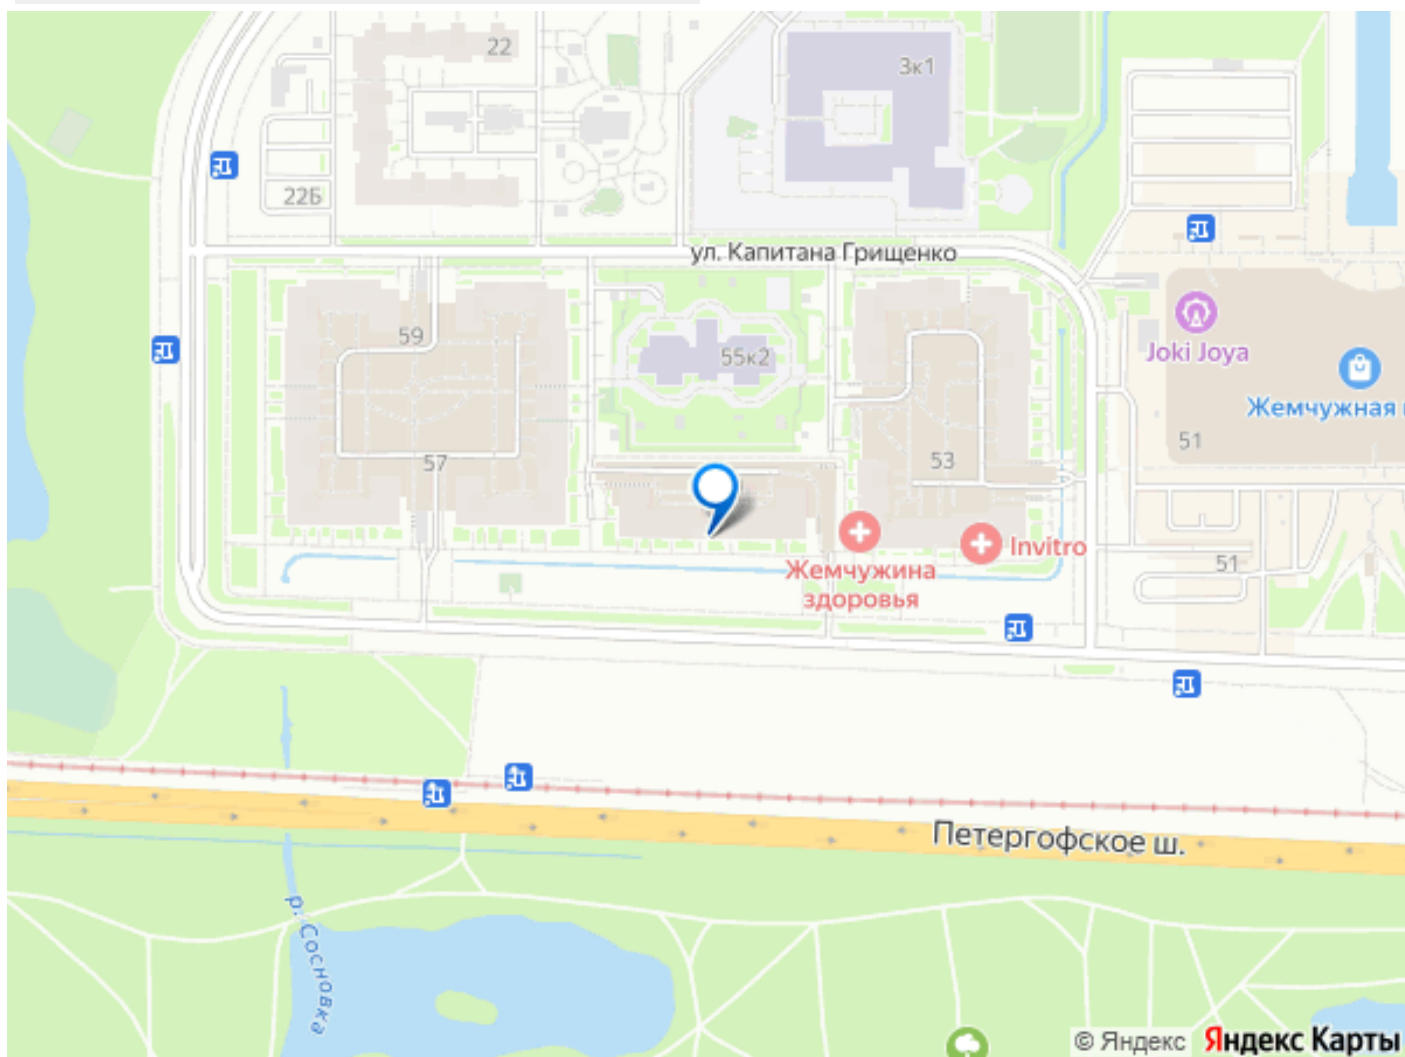 22
3к1
22Б
ул. Капитана Грищенко
59
55к2
Joki Joya
Жемчужная
51
57
53
Invitro
Жемчужина
здоровья
51
Петергофское ш.
р. Сосновка
© Яндекс Яндекс Карты